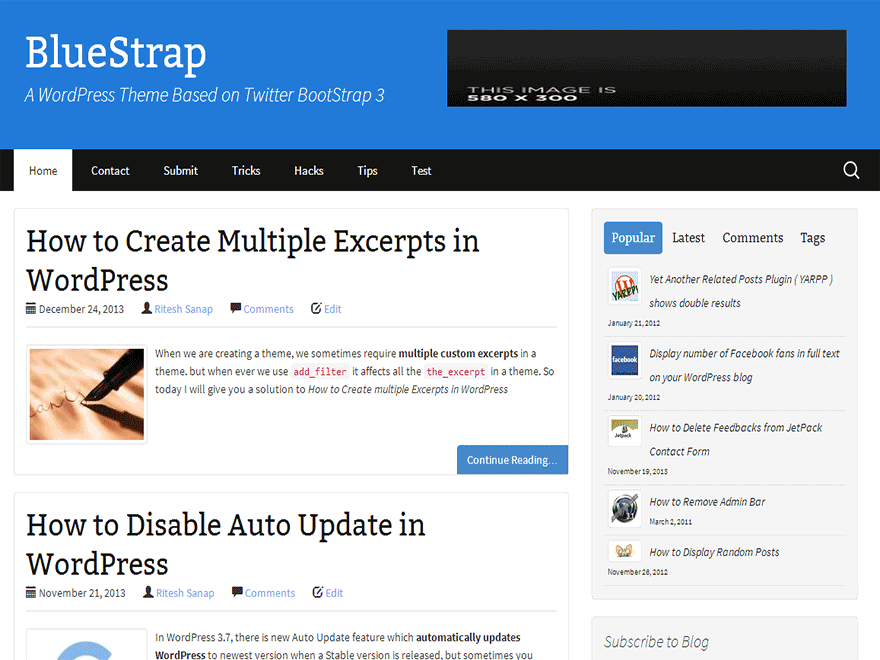 BlueStrap
A WordPress Theme Based on Twitter BootStrap 3
THIS IMAGE IS
580 X 300
Home Contact Submit Tricks Hacks Tips Test
How to Create Multiple Excerpts in
WordPress
December 24, 2013 Ritesh Sanap Comments Edit
When we are creating a theme, we sometimes require multiple custom excerpts in a
theme. but when ever we use add_filter it affects all the the_excerpt in a theme. So
today I will give you a solution to How to Create multiple Excerpts in WordPress
Continue Reading...
How to Disable Auto Update in
WordPress
November 21, 2013 Ritesh Sanap Comments Edit
In WordPress 3.7, there is new Auto Update feature which automatically updates
WordPress to newest version when a Stable version is released, but sometimes you
Popular Latest Comments Tags
YARPP!
Yet Another Related Posts Plugin ( YARPP )
shows double results
January 21, 2012
facebook
Display number of Facebook fans in full text
on your WordPress blog
January 20, 2012
Jetpack
How to Delete Feedbacks from JetPack
Contact Form
November 19, 2013
How to Remove Admin Bar
March 2, 2011
How to Display Random Posts
November 26, 2012
Subscribe to Blog